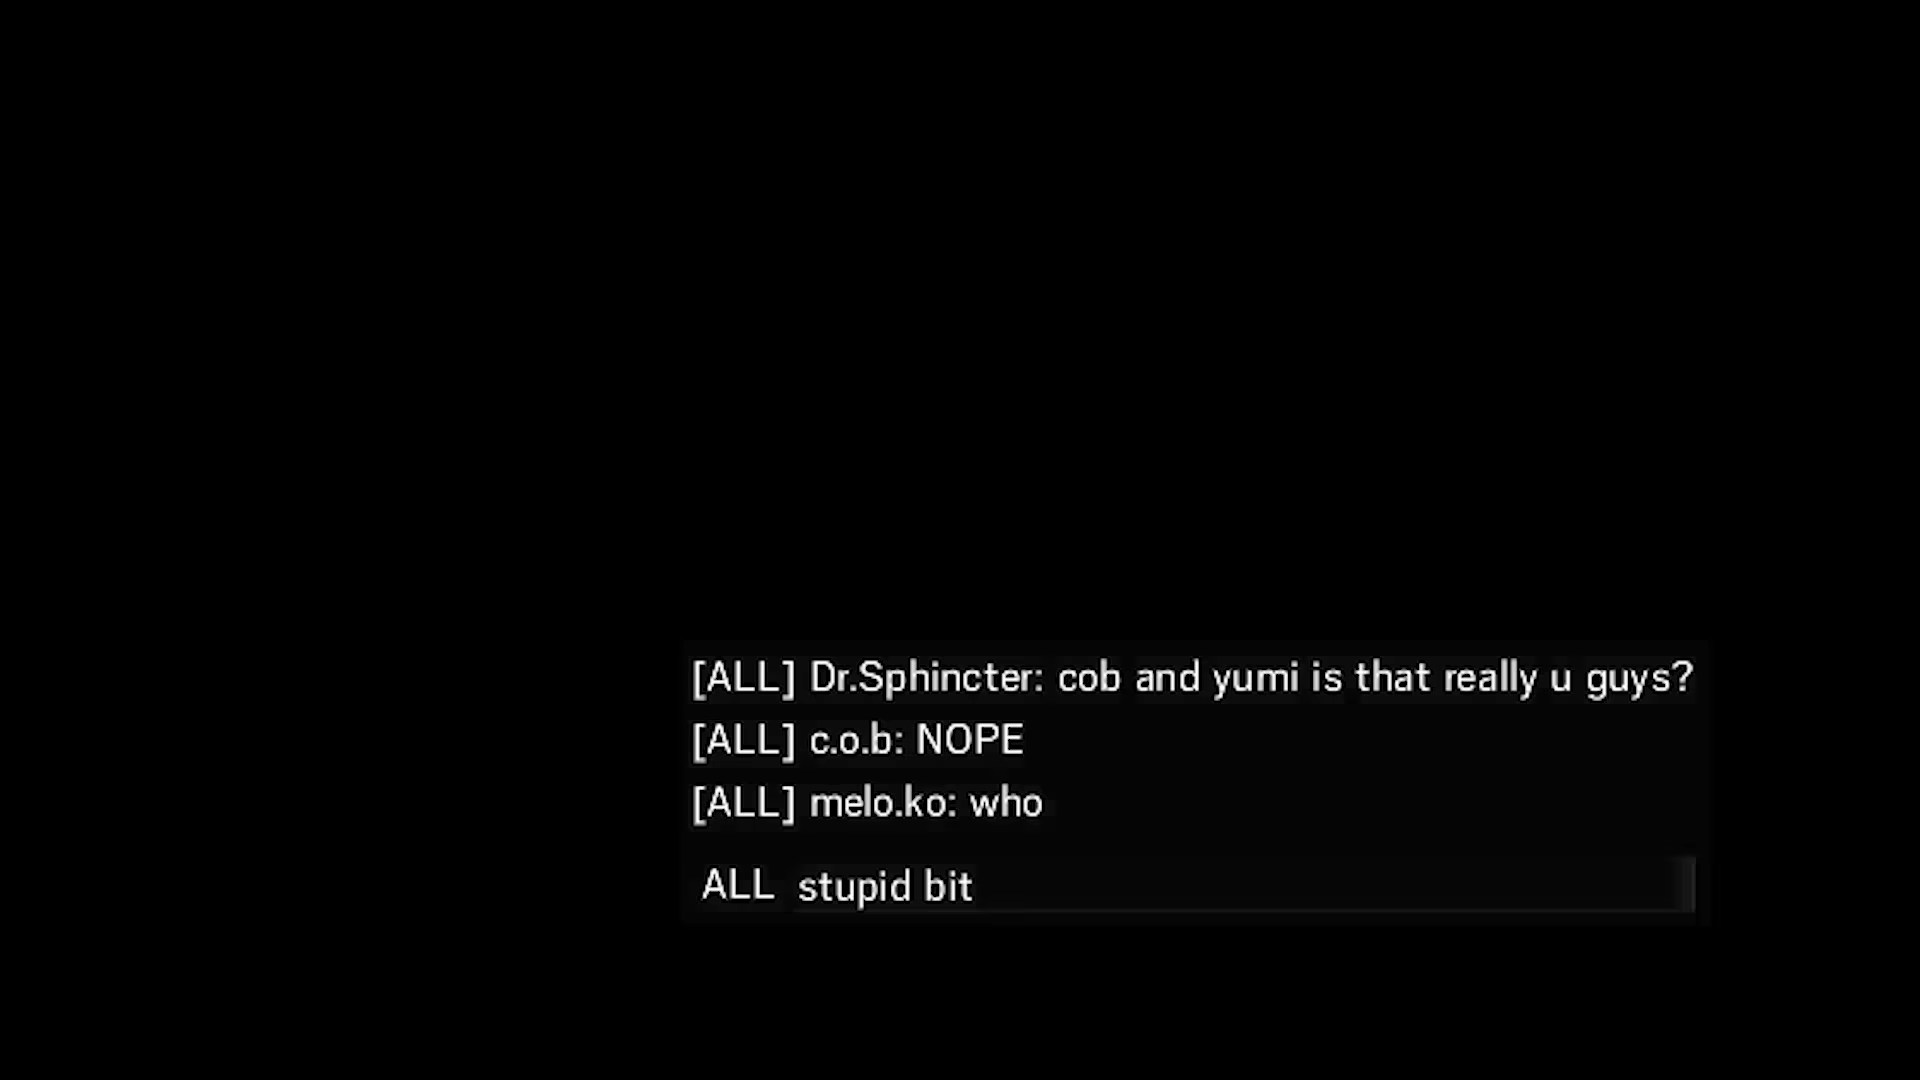 [ALL] Dr.Sphincter: cob and yumi is that really u guys?
[ALL] c.o.b: NOPE
[ALL] melo.ko: who
ALL stupid bit